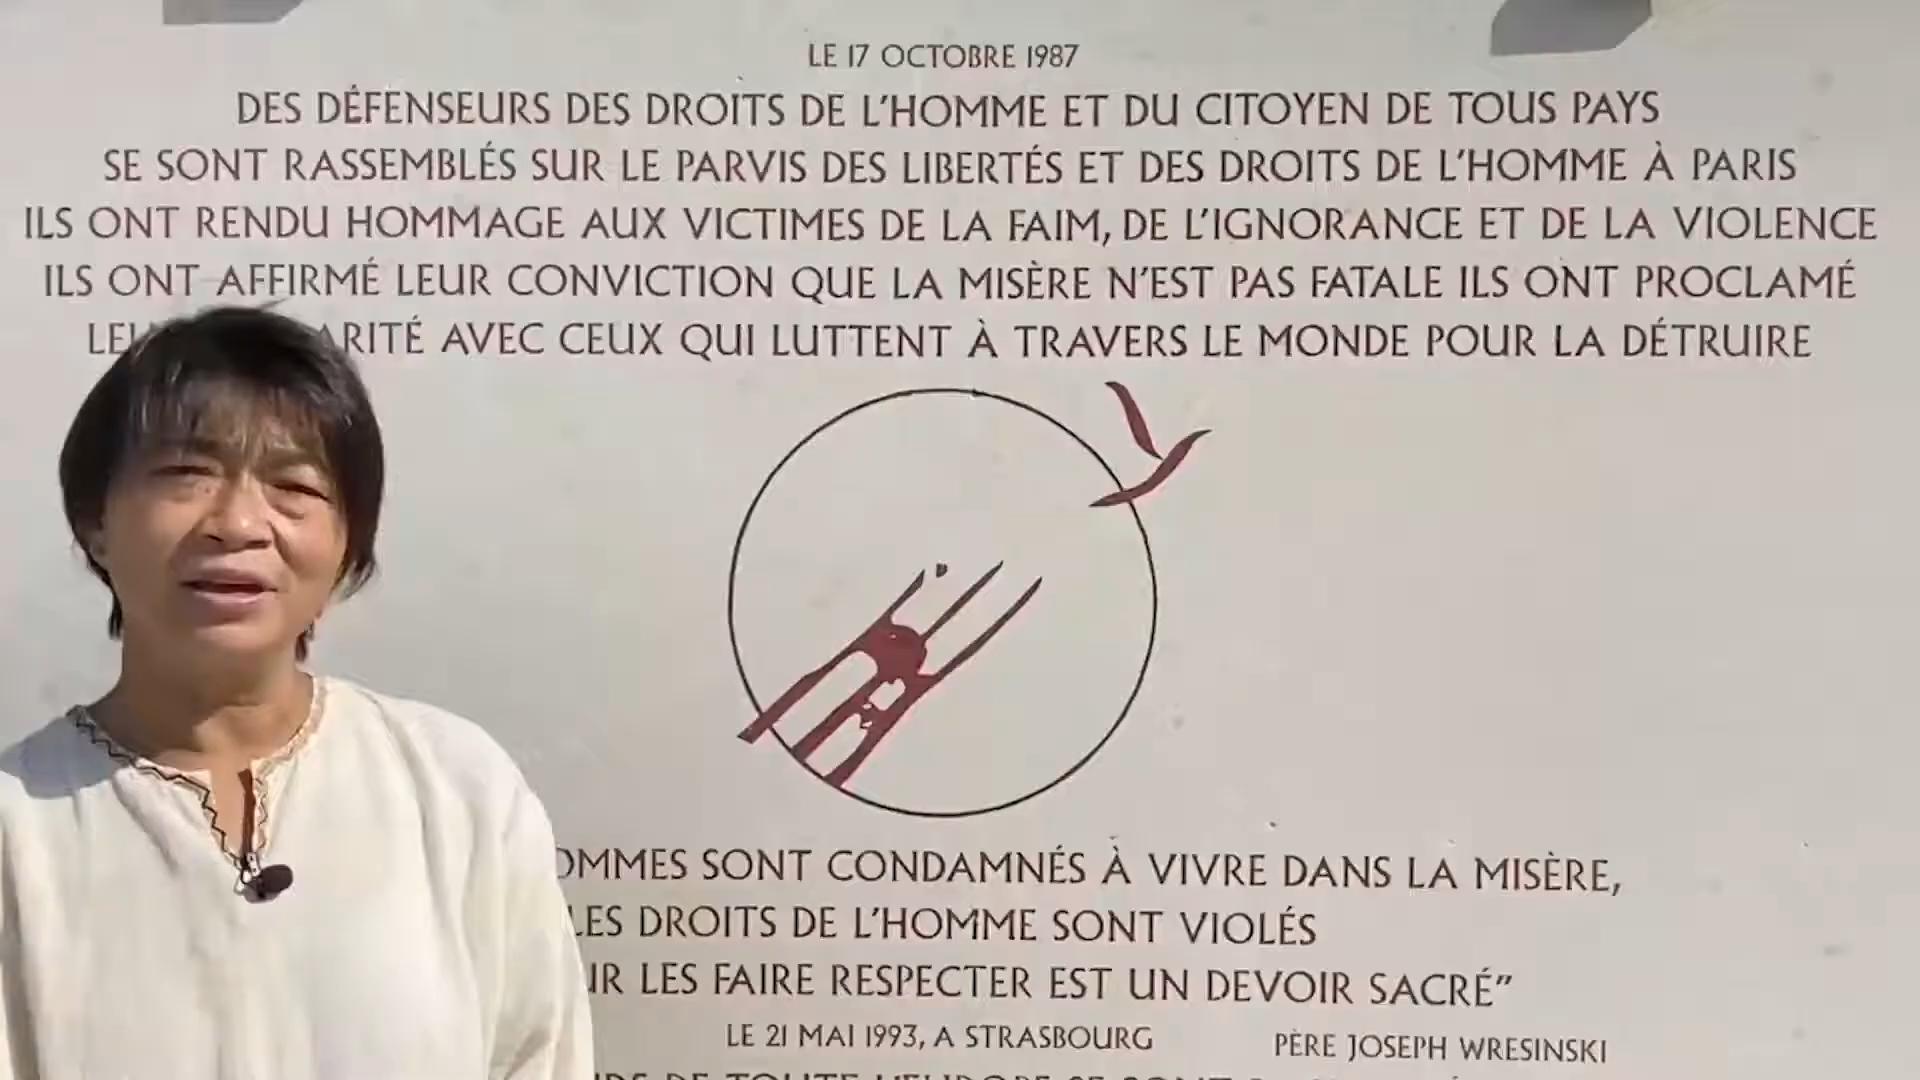 LE 17 OCTOBRE 1987
DES DÉFENSEURS DES DROITS DE L'HOMME ET DU CITOYEN DE TOUS PAYS
SE SONT RASSEMBLÉS SUR LE PARVIS DES LIBERTÉS ET DES DROITS DE L'HOMME À PARIS
ILS ONT RENDU HOMMAGE AUX VICTIMES DE LA FAIM, DE L'IGNORANCE ET DE LA VIOLENCE
ILS ONT AFFIRMÉ LEUR CONVICTION QUE LA MISÈRE N'EST PAS FATALE ILS ONT PROCLAMÉ
AVEC CEUX QUI LUTTENT À TRAVERS LE MONDE POUR LA DÉTRUIRE
SONT CONDAMNÉS À VIVRE DANS LA MISÈRE,
LES DROITS DE L'HOMME SONT VIOLÉS
LES FAIRE RESPECTER EST UN DEVOIR SACRÉ”
LE 21 MAI 1993, A STRASBOURG
PÈRE JOSEPH WRESINSKI